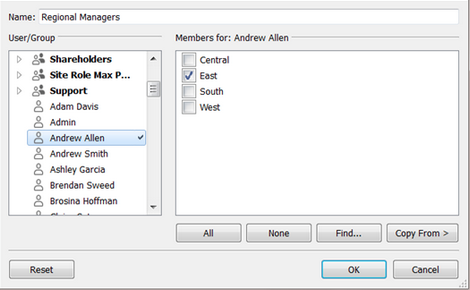 Name: Regional Managers
User/Group
Shareholders
Site Role Max P...
Support
Adam Davis
Admin
Andrew Allen
Andrew Smith
Ashley Garcia
Brendan Sweed
Brosina Hoffman
Members for: Andrew Allen
Central
East
South
West
All
None
Find...
Copy From >
Reset
OK
Cancel